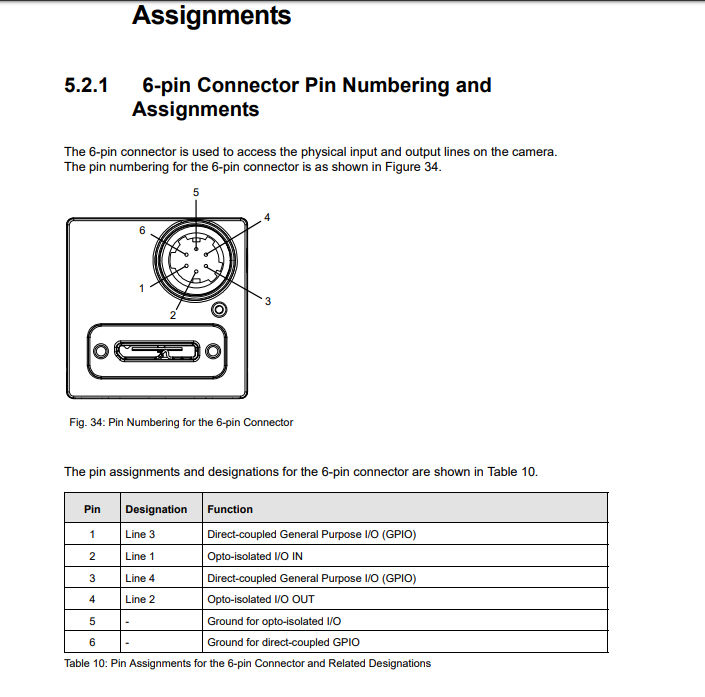 Assignments
5.2.1 6-pin Connector Pin Numbering and
Assignments
The 6-pin connector is used to access the physical input and output lines on the camera.
The pin numbering for the 6-pin connector is as shown in Figure 34.
5
4
6
1
3
2
Fig. 34: Pin Numbering for the 6-pin Connector
The pin assignments and designations for the 6-pin connector are shown in Table 10.
Pin Designation Function
1 Line 3 Direct-coupled General Purpose I/O (GPIO)
2 Line 1 Opto-isolated I/O IN
3 Line 4 Direct-coupled General Purpose I/O (GPIO)
4 Line 2 Opto-isolated I/O OUT
5 - Ground for opto-isolated I/O
6 - Ground for direct-coupled GPIO
Table 10: Pin Assignments for the 6-pin Connector and Related Designations